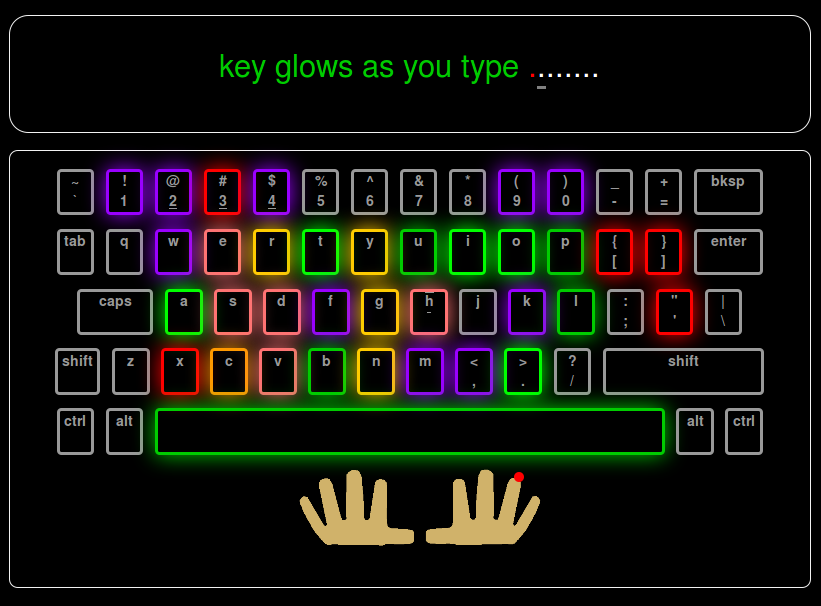 key glows as you type ........
~ ! @ # $ % ^ & * ( ) _ + bksp
` 1 2 3 4 5 6 7 8 9 0 - =
tab q w e r t y u i o p { } enter
[ ]
caps a s d f g h j k l : " |
; ' \
shift z x c v b n m < > ? shift
, . /
ctrl alt alt ctrl